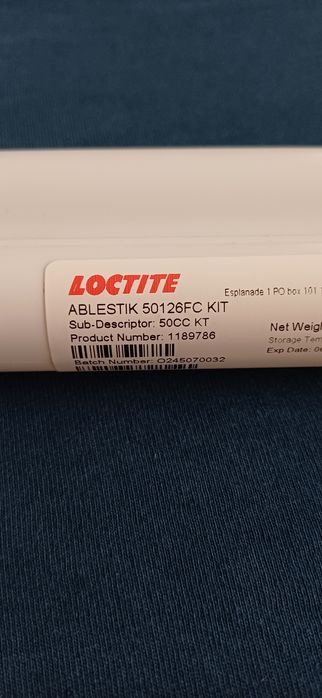 LOCTITE
ABLESTIK 50126FC KIT
Sub-Descriptor: 50CC KT
Product Number: 1189786
Batch Number: O245070032
Esplanade 1 PO box 101
Net Weigh
Storage Tem
Exp Date: 0